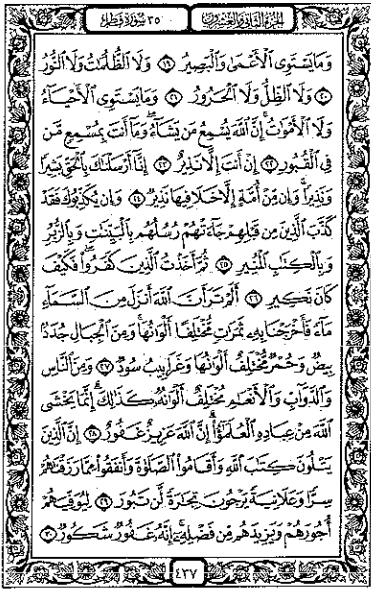 الجزء الثاني والعشرون ٣٥ سورة فاطر
وَمَا يَسْتَوِي الْأَعْمَىٰ وَالْبَصِيرُ ١٩ وَلَا الظُّلُمَاتُ وَلَا النُّورُ
٢٠ وَلَا الظِّلُّ وَلَا الْحَرُورُ ٢١ وَمَا يَسْتَوِي الْأَحْيَاءُ
وَلَا الْأَمْوَاتُ إِنَّ اللَّهَ يُسْمِعُ مَن يَشَاءُ وَمَا أَنتَ بِمُسْمِعٍ مَّن
فِي الْقُبُورِ ٢٢ إِنْ أَنتَ إِلَّا نَذِيرٌ ٢٣ إِنَّا أَرْسَلْنَاكَ بِالْحَقِّ بَشِيرًا
وَنَذِيرًا وَإِن مِّنْ أُمَّةٍ إِلَّا خَلَا فِيهَا نَذِيرٌ ٢٤ وَإِن يُكَذِّبُوكَ فَقَدْ
كَذَّبَ الَّذِينَ مِن قَبْلِهِمْ جَاءَتْهُمْ رُسُلُهُم بِالْبَيِّنَاتِ وَبِالزُّبُرِ
وَبِالْكِتَابِ الْمُنِيرِ ٢٥ ثُمَّ أَخَذْتُ الَّذِينَ كَفَرُوا فَكَيْفَ
كَانَ نَكِيرِ ٢٦ أَلَمْ تَرَ أَنَّ اللَّهَ أَنزَلَ مِنَ السَّمَاءِ
مَاءً فَأَخْرَجْنَا بِهِ ثَمَرَاتٍ مُّخْتَلِفًا أَلْوَانُهَا وَمِنَ الْجِبَالِ جُدَدٌ
بِيضٌ وَحُمْرٌ مُّخْتَلِفٌ أَلْوَانُهَا وَغَرَابِيبُ سُودٌ ٢٧ وَمِنَ النَّاسِ
وَالدَّوَابِّ وَالْأَنْعَامِ مُخْتَلِفٌ أَلْوَانُهُ كَذَٰلِكَ إِنَّمَا يَخْشَى
اللَّهَ مِنْ عِبَادِهِ الْعُلَمَاءُ إِنَّ اللَّهَ عَزِيزٌ غَفُورٌ ٢٨ إِنَّ الَّذِينَ
يَتْلُونَ كِتَابَ اللَّهِ وَأَقَامُوا الصَّلَاةَ وَأَنفَقُوا مِمَّا رَزَقْنَاهُمْ
سِرًّا وَعَلَانِيَةً يَرْجُونَ تِجَارَةً لَّن تَبُورَ ٢٩ لِيُوَفِّيَهُمْ
أُجُورَهُمْ وَيَزِيدَهُم مِّن فَضْلِهِ إِنَّهُ غَفُورٌ شَكُورٌ ٣٠
٤٣٧